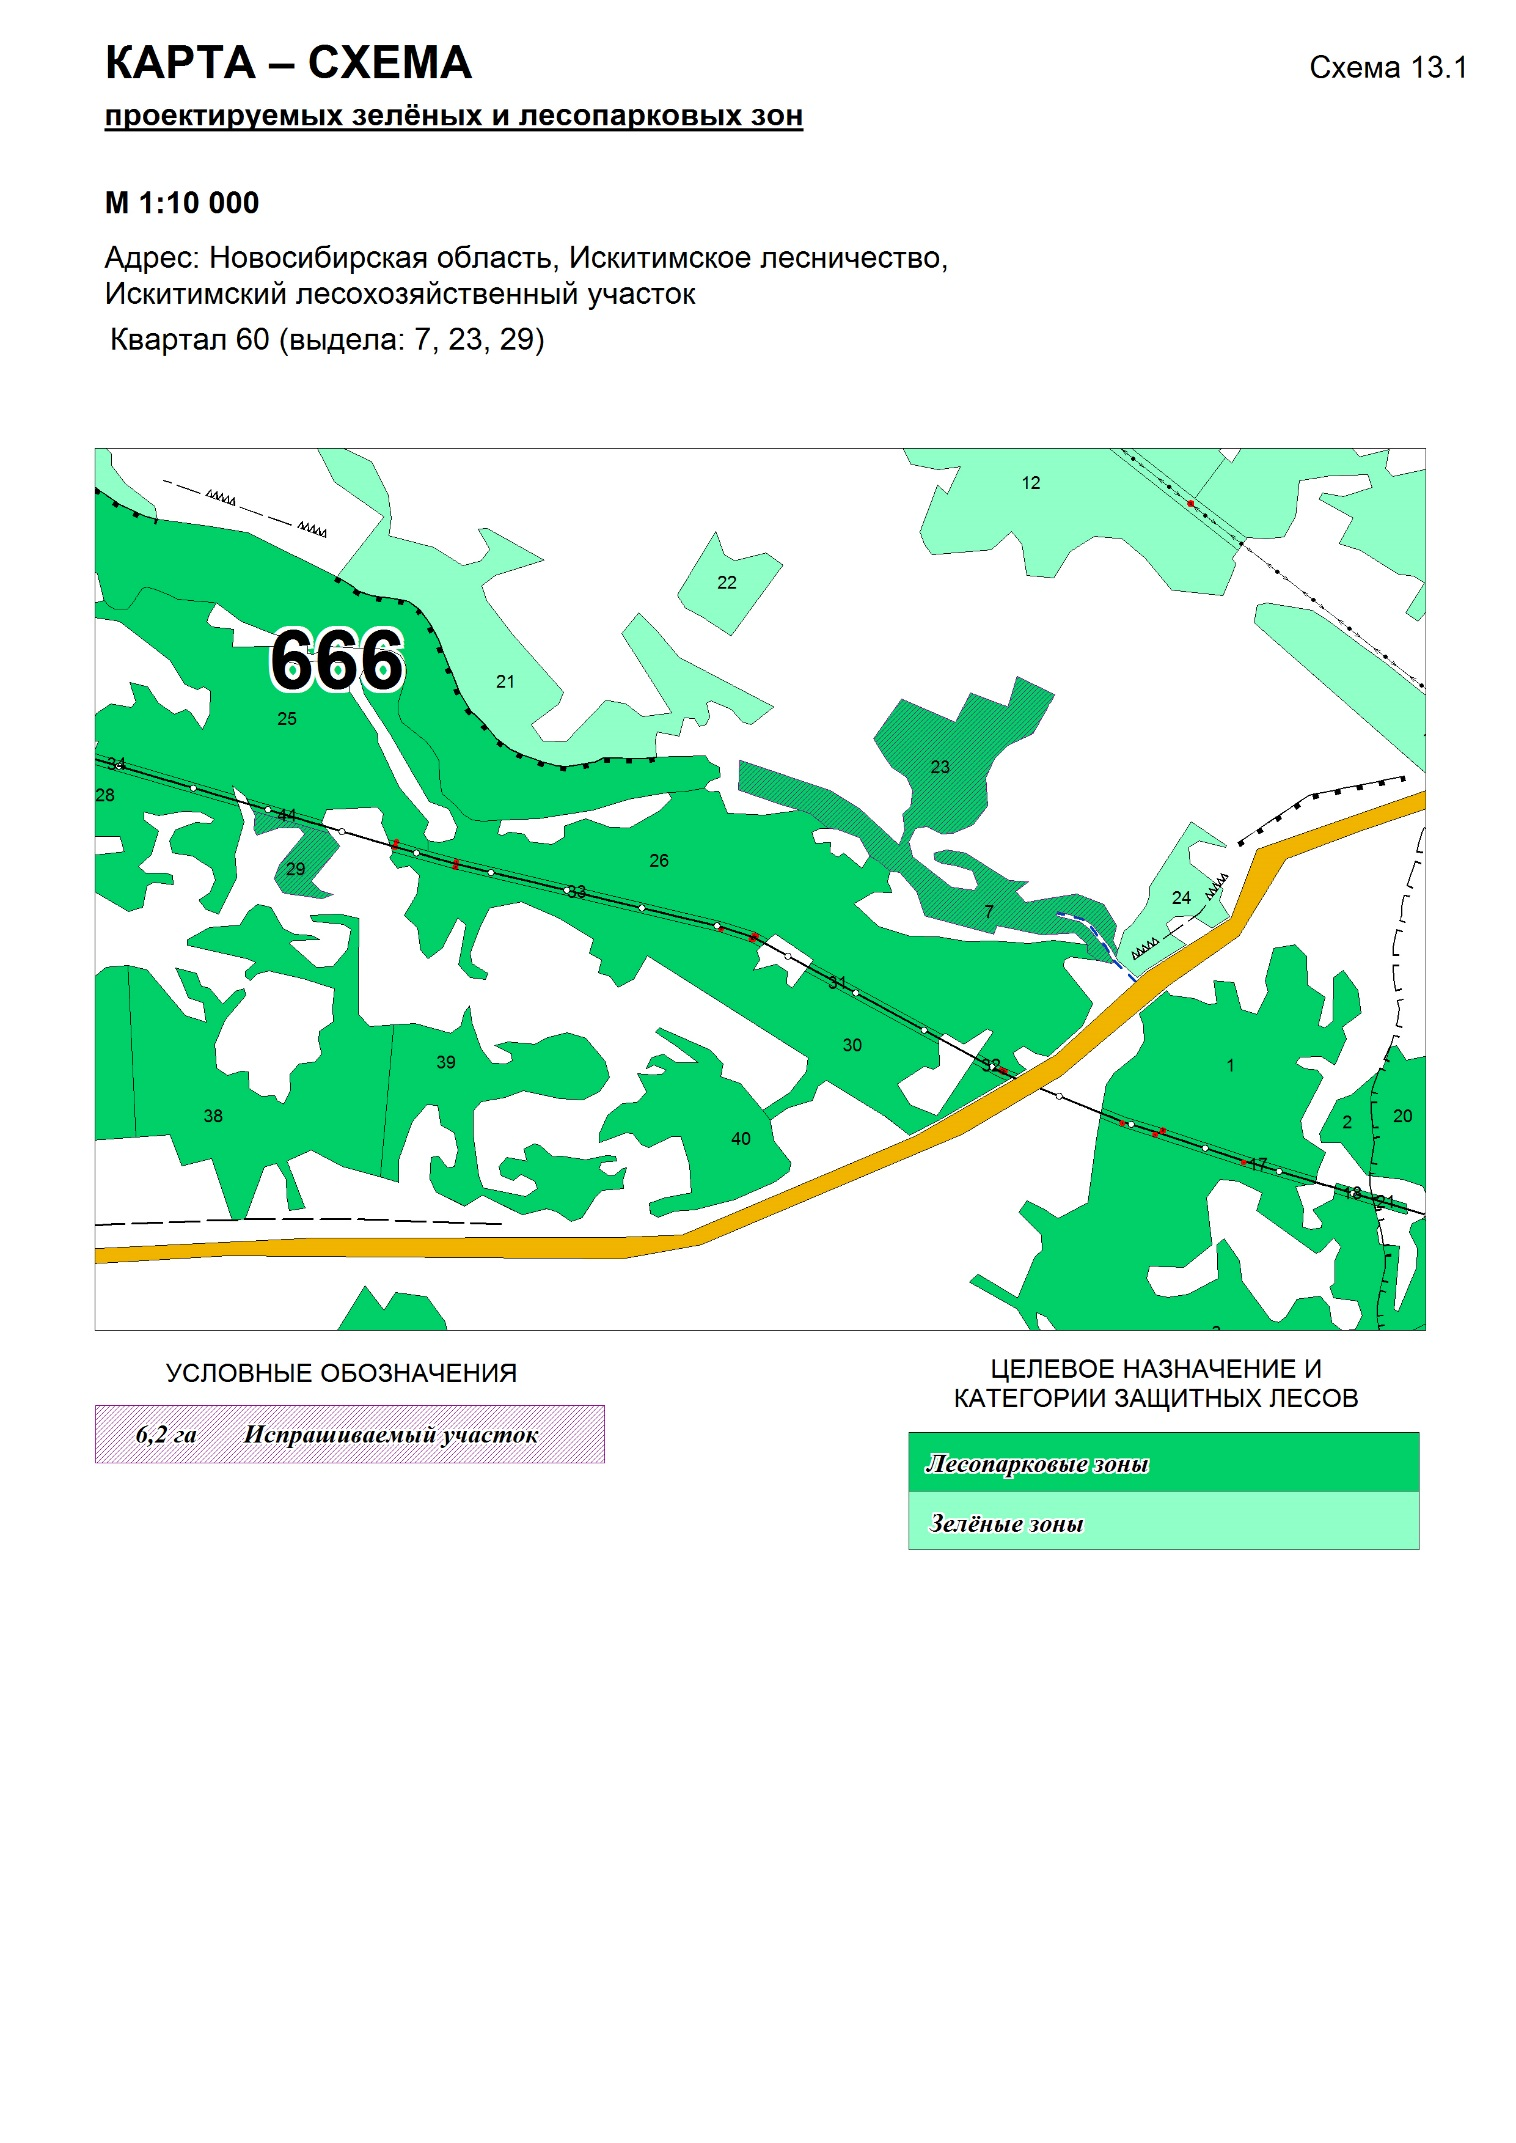 КАРТА – СХЕМА
Схема 13.1
проектируемых зелёных и лесопарковых зон
М 1:10 000
Адрес: Новосибирская область, Искитимское лесничество,
Искитимский лесохозяйственный участок
Квартал 60 (выдела: 7, 23, 29)
12
22
21
666
25
23
34
28
44
26
29
33
24
7
31
30
39
32
1
38
40
2
20
17
18
21
УСЛОВНЫЕ ОБОЗНАЧЕНИЯ
6,2 га Испрашиваемый участок
ЦЕЛЕВОЕ НАЗНАЧЕНИЕ И
КАТЕГОРИИ ЗАЩИТНЫХ ЛЕСОВ
Лесопарковые зоны
Зелёные зоны